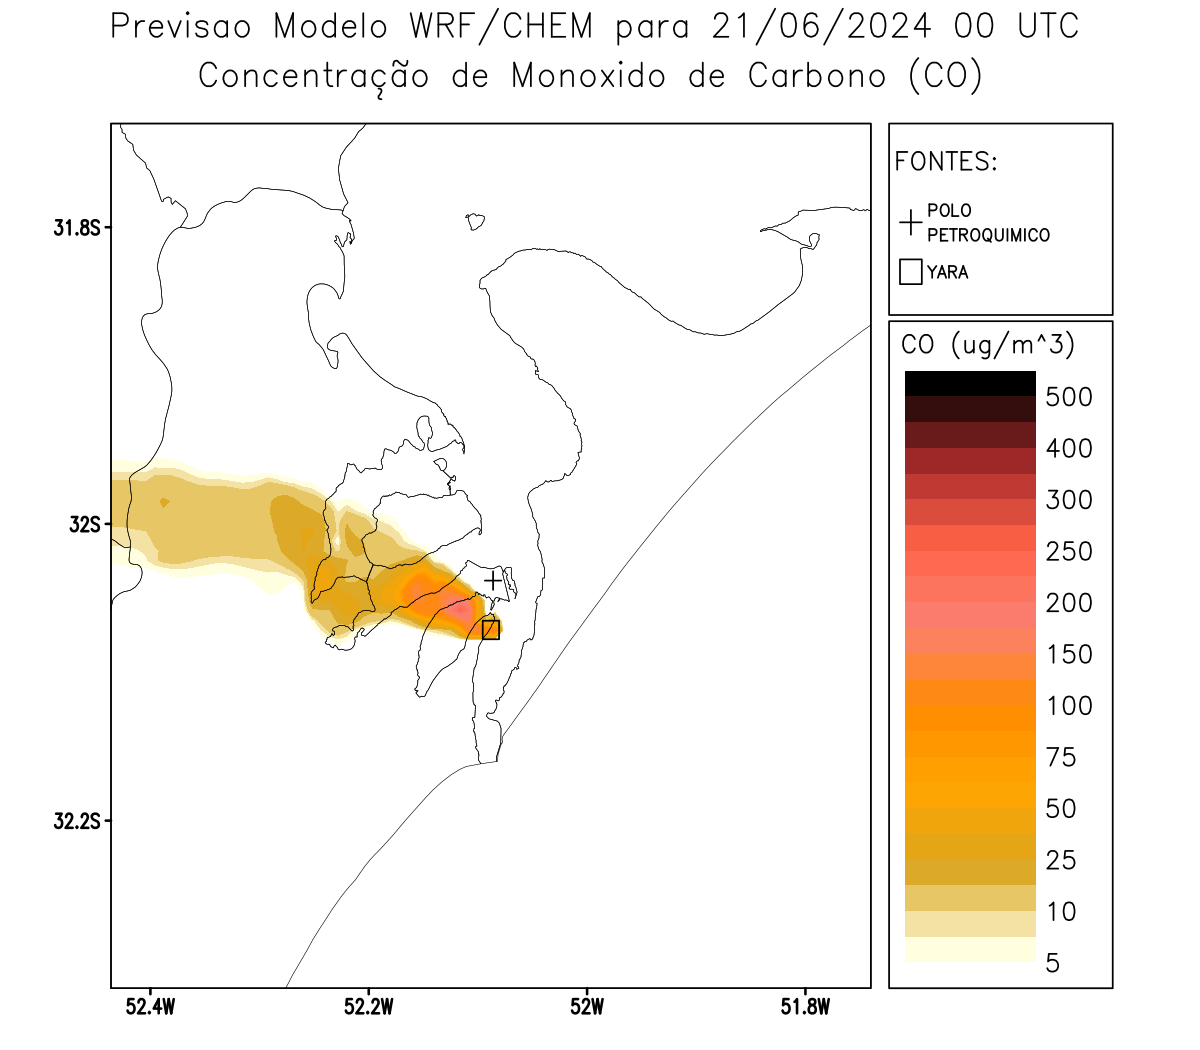 Previsao Modelo WRF/CHEM para 21/06/2024 00 UTC
Concentração de Monoxido de Carbono (CO)
FONTES:
POLO
PETROQUIMICO
YARA
31.8S
32S
32.2S
52.4W
52.2W
52W
51.8W
CO (ug/m^3)
500
400
300
250
200
150
100
75
50
25
10
5